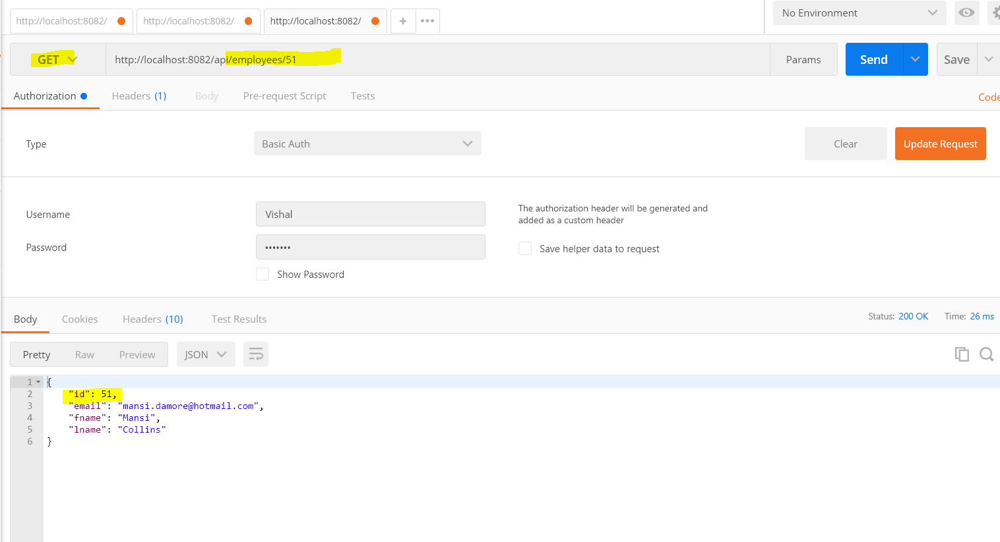 http://localhost:8082/ http://localhost:8082/ http://localhost:8082/ + ••• No Environment
GET http://localhost:8082/api/employees/51 Params Send Save
Authorization Headers (1) Body Pre-request Script Tests Code
Type Basic Auth Clear Update Request
Username Vishal
The authorization header will be generated and
added as a custom header
Password •••••••
Save helper data to request
Show Password
Body Cookies Headers (10) Test Results Status: 200 OK Time: 26 ms
Pretty Raw Preview JSON
1 {
2 "id": 51,
3 "email": "mansi.damore@hotmail.com",
4 "fname": "Mansi",
5 "lname": "Collins"
6 }